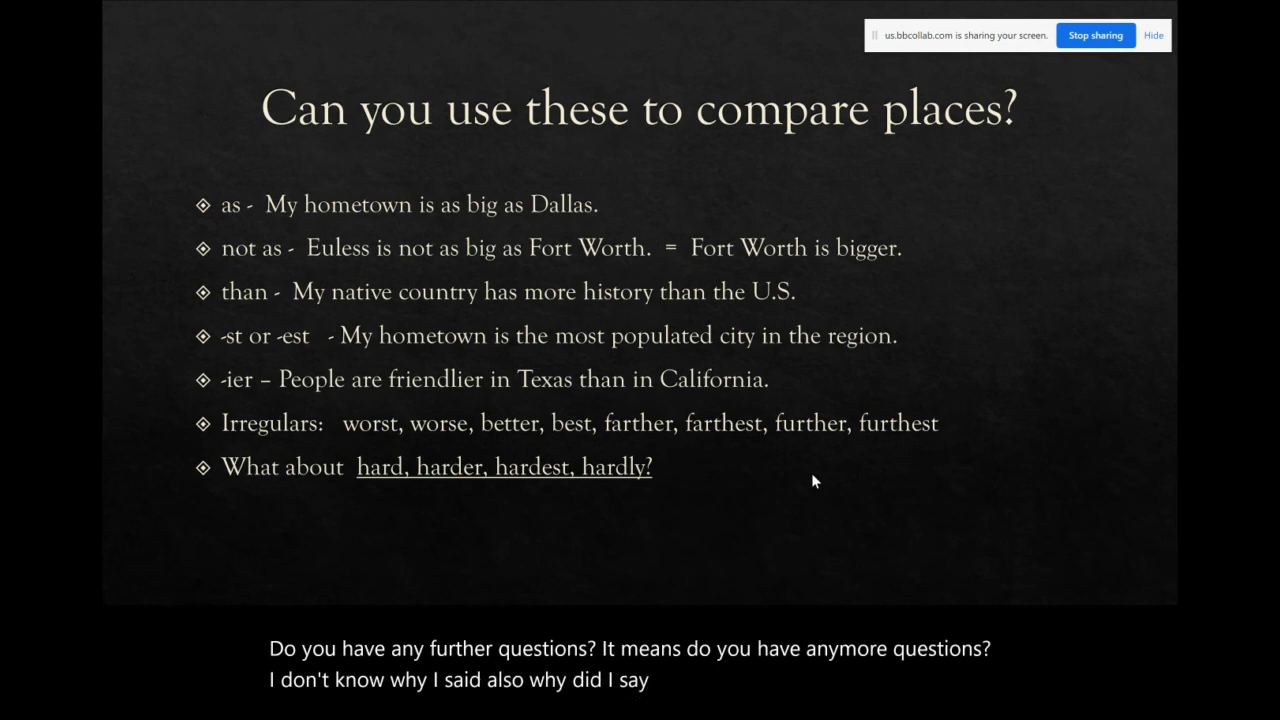 us.bbcollab.com is sharing your screen. Stop sharing Hide
Can you use these to compare places?
as - My hometown is as big as Dallas.
not as - Euless is not as big as Fort Worth. = Fort Worth is bigger.
than - My native country has more history than the U.S.
-st or -est - My hometown is the most populated city in the region.
-ier – People are friendlier in Texas than in California.
Irregulars: worst, worse, better, best, farther, farthest, further, furthest
What about hard, harder, hardest, hardly?
Do you have any further questions? It means do you have anymore questions?
I don't know why I said also why did I say